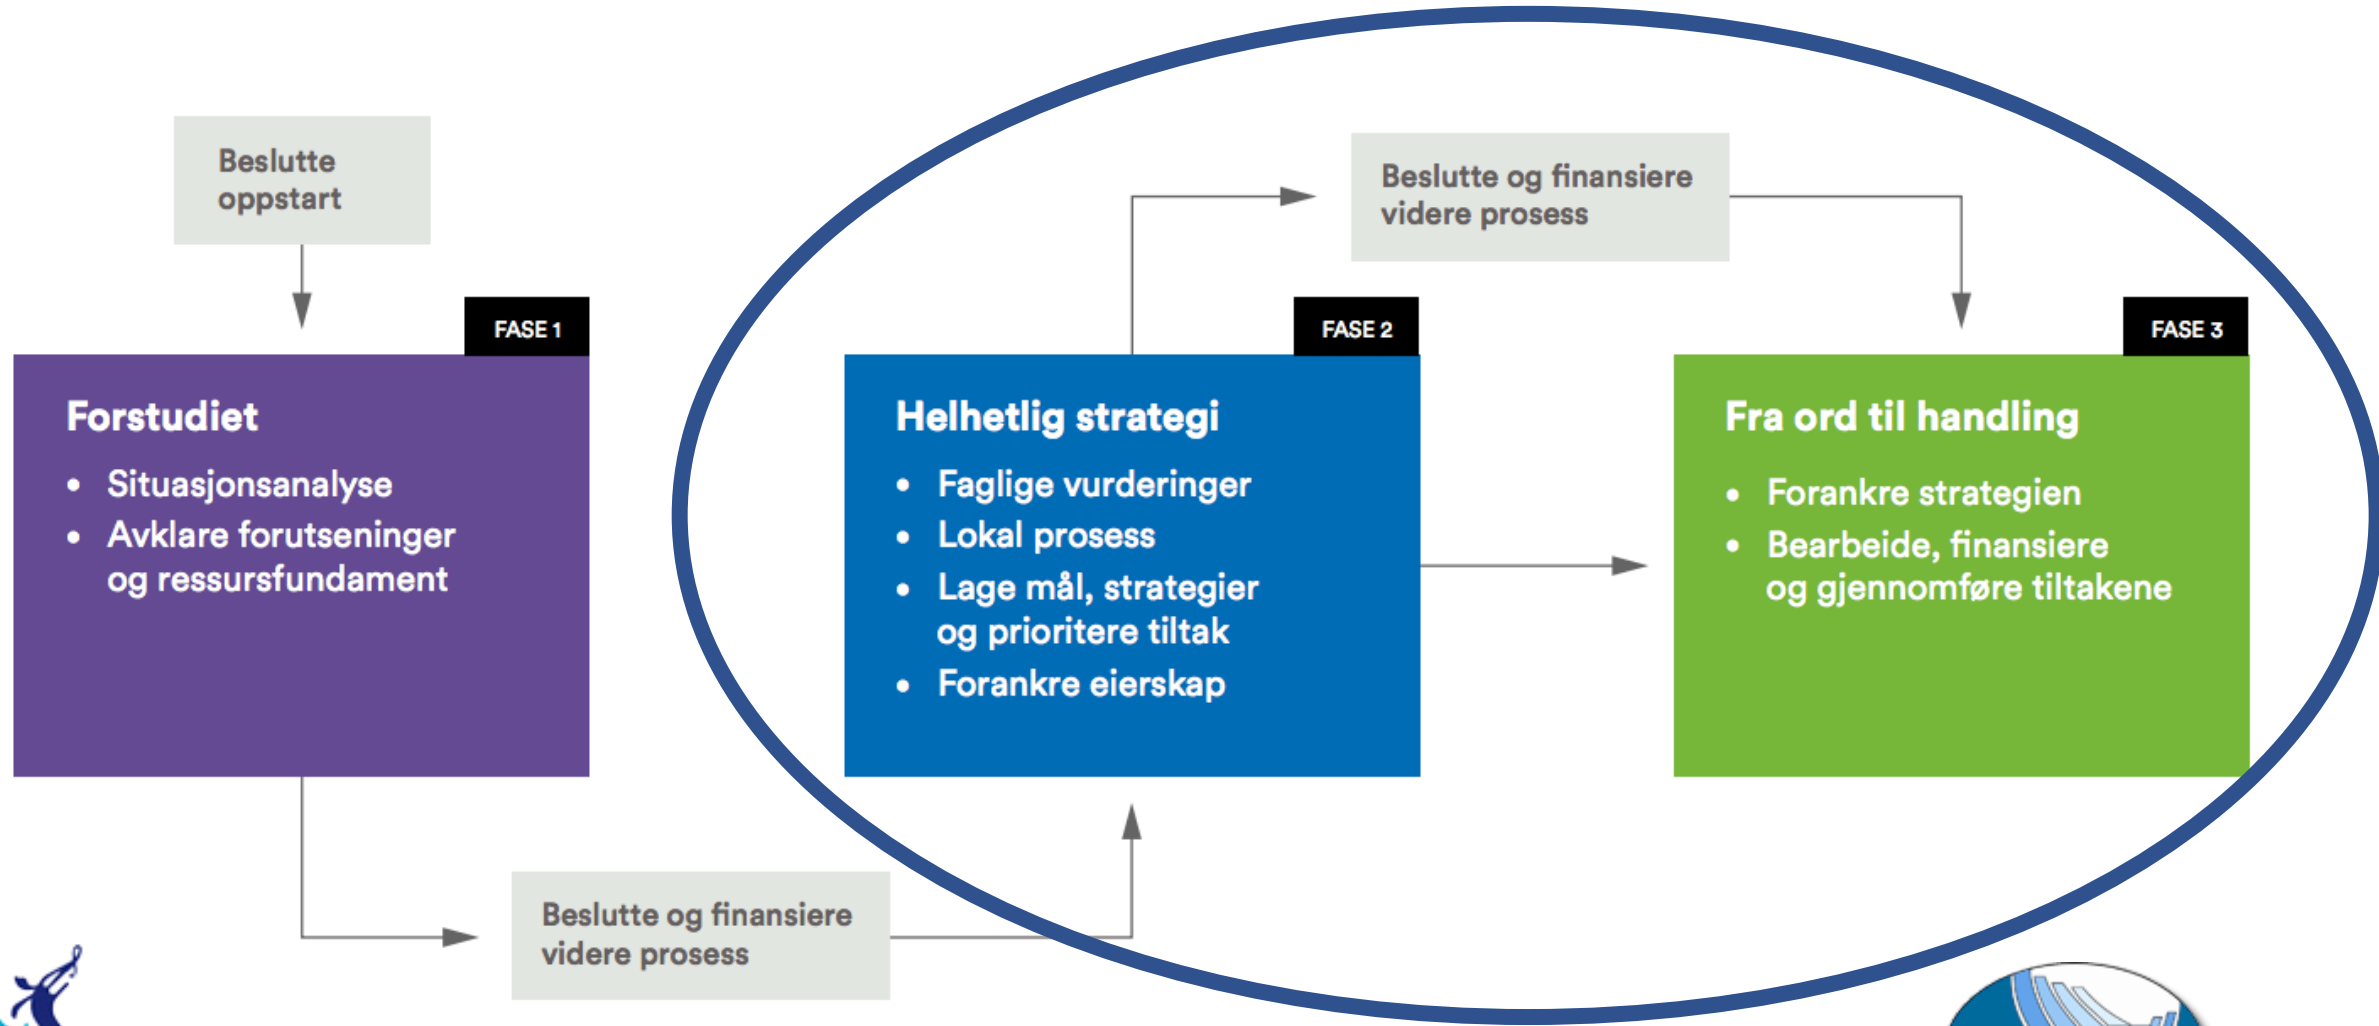 Beslutte
oppstart
FASE 1
Forstudiet
• Situasjonsanalyse
• Avklare forutseninger
og ressursfundament
Beslutte og finansiere
videre prosess
FASE 2
Helhetlig strategi
• Faglige vurderinger
• Lokal prosess
• Lage mål, strategier
og prioritere tiltak
• Forankre eierskap
Beslutte og finansiere
videre prosess
FASE 3
Fra ord til handling
• Forankre strategien
• Bearbeide, finansiere
og gjennomføre tiltakene